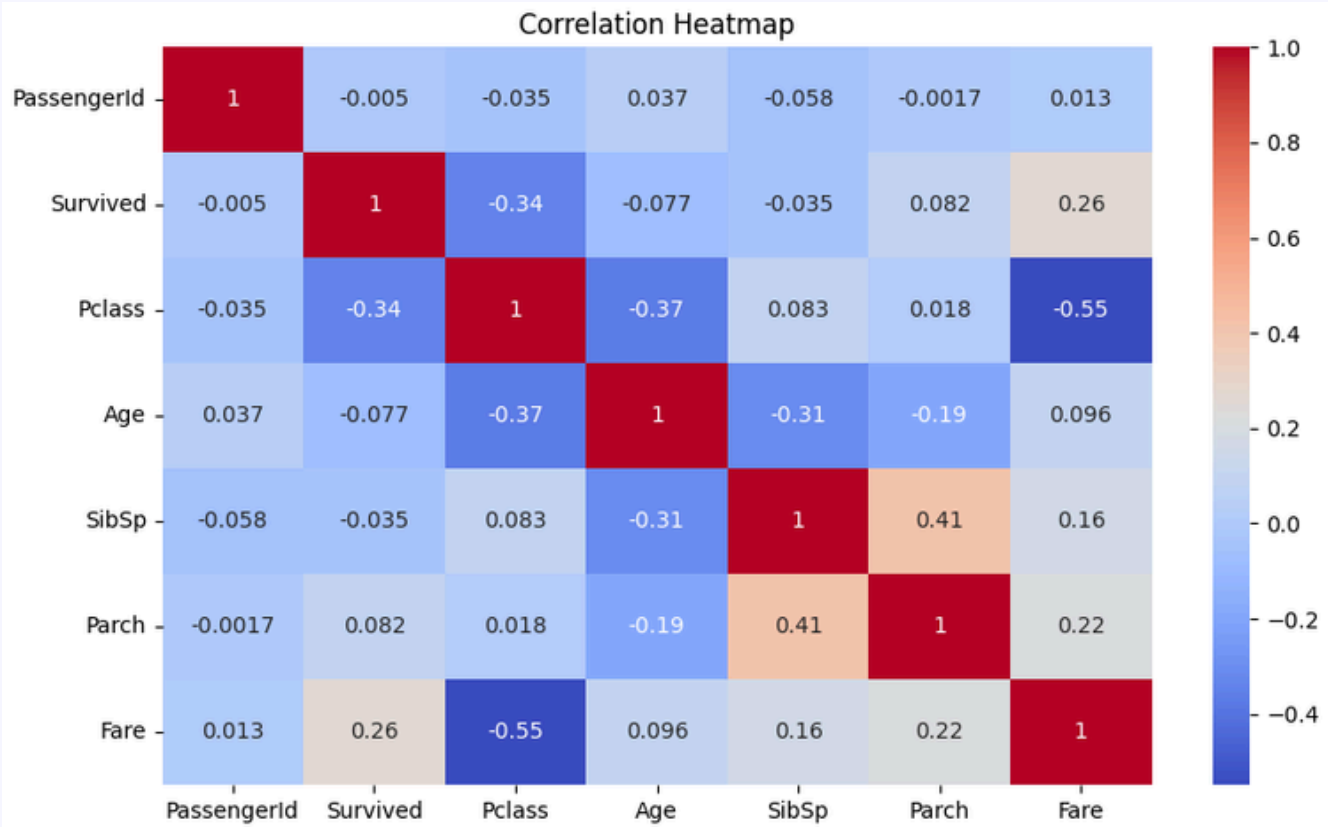 Correlation Heatmap
PassengerId 1 -0.005 -0.035 0.037 -0.058 -0.0017 0.013
Survived -0.005 1 -0.34 -0.077 -0.035 0.082 0.26
Pclass -0.035 -0.34 1 -0.37 0.083 0.018 -0.55
Age 0.037 -0.077 -0.37 1 -0.31 -0.19 0.096
SibSp -0.058 -0.035 0.083 -0.31 1 0.41 0.16
Parch -0.0017 0.082 0.018 -0.19 0.41 1 0.22
Fare 0.013 0.26 -0.55 0.096 0.16 0.22 1
PassengerId Survived Pclass Age SibSp Parch Fare
1.0
0.8
0.6
0.4
0.2
0.0
−0.2
−0.4